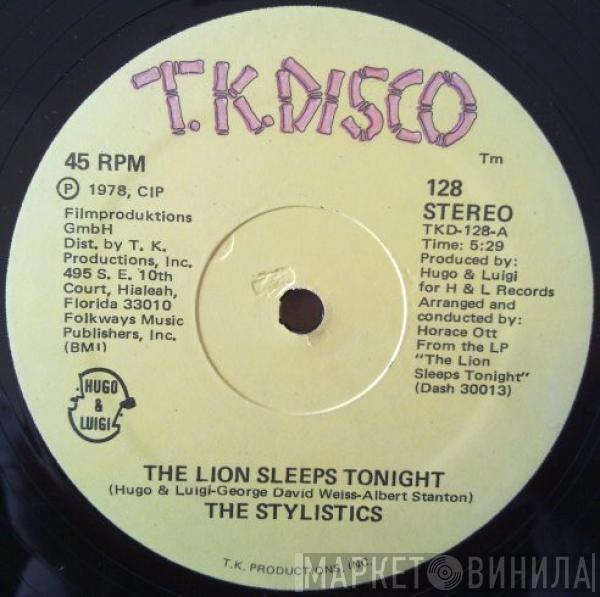 T.K.DISCO
Tm
45 RPM
Ⓟ 1978, CIP
Filmproduktions
GmbH
Dist. by T. K.
Productions, Inc.
495 S. E. 10th
Court, Hialeah,
Florida 33010
Folkways Music
Publishers, Inc.
(BMI)
HUGO
&
LUIGI
128
STEREO
TKD-128-A
Time: 5:29
Produced by:
Hugo & Luigi
for H & L Records
Arranged and
conducted by:
Horace Ott
From the LP
"The Lion
Sleeps Tonight"
(Dash 30013)
THE LION SLEEPS TONIGHT
(Hugo & Luigi-George David Weiss-Albert Stanton)
THE STYLISTICS
T.K. PRODUCTIONS, INC.
МАРКЕТ ВИНИЛА